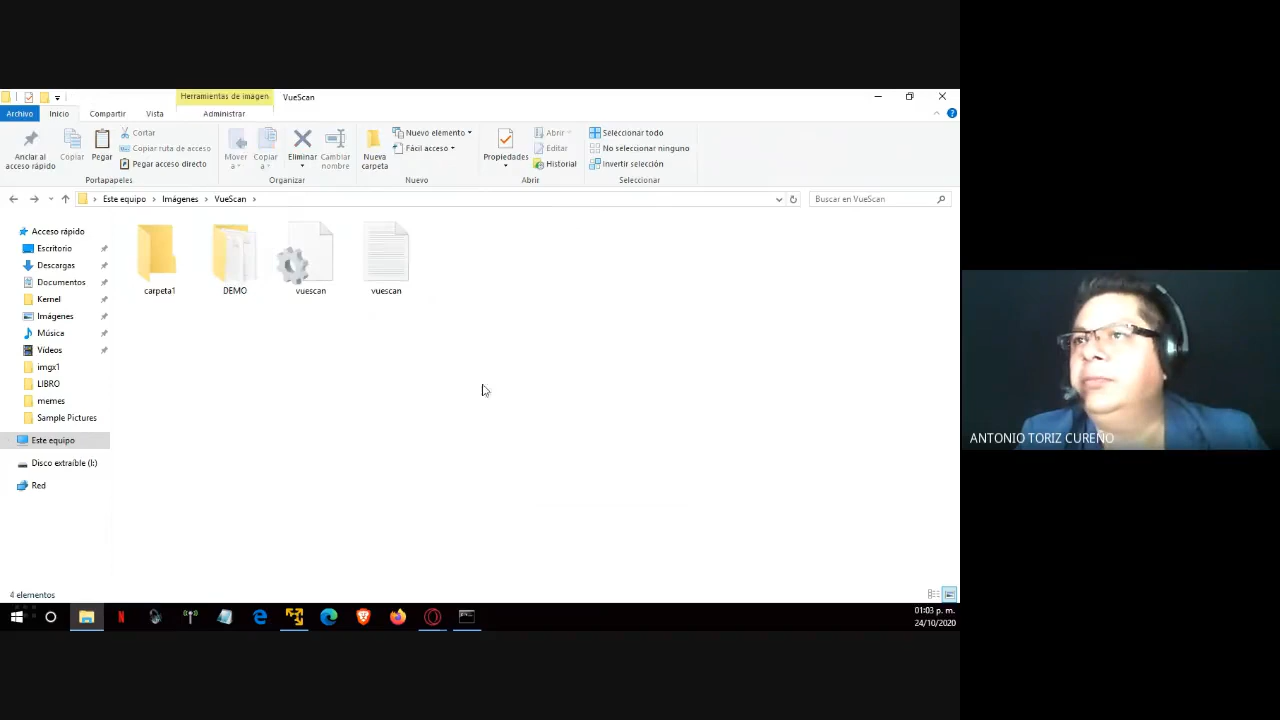 Herramientas de imagen VueScan
Archivo Inicio Compartir Vista Administrar
Anclar al
acceso rápido
Copiar
Pegar
Cortar
Copiar ruta de acceso
Pegar acceso directo
Portapapeles
Mover
a
Copiar
a
Eliminar
Cambiar
nombre
Organizar
Nueva
carpeta
Nuevo elemento
Fácil acceso
Nuevo
Propiedades
Abrir
Editar
Historial
Abrir
Seleccionar todo
No seleccionar ninguno
Invertir selección
Seleccionar
Este equipo > Imágenes > VueScan >
Buscar en VueScan
Acceso rápido
Escritorio
Descargas
Documentos
Kernel
Imágenes
Música
Vídeos
imgx1
LIBRO
memes
Sample Pictures
Este equipo
Disco extraíble (I:)
Red
carpeta1 DEMO vuescan vuescan
4 elementos
01:03 p. m.
24/10/2020
ANTONIO TORIZ CUREÑO